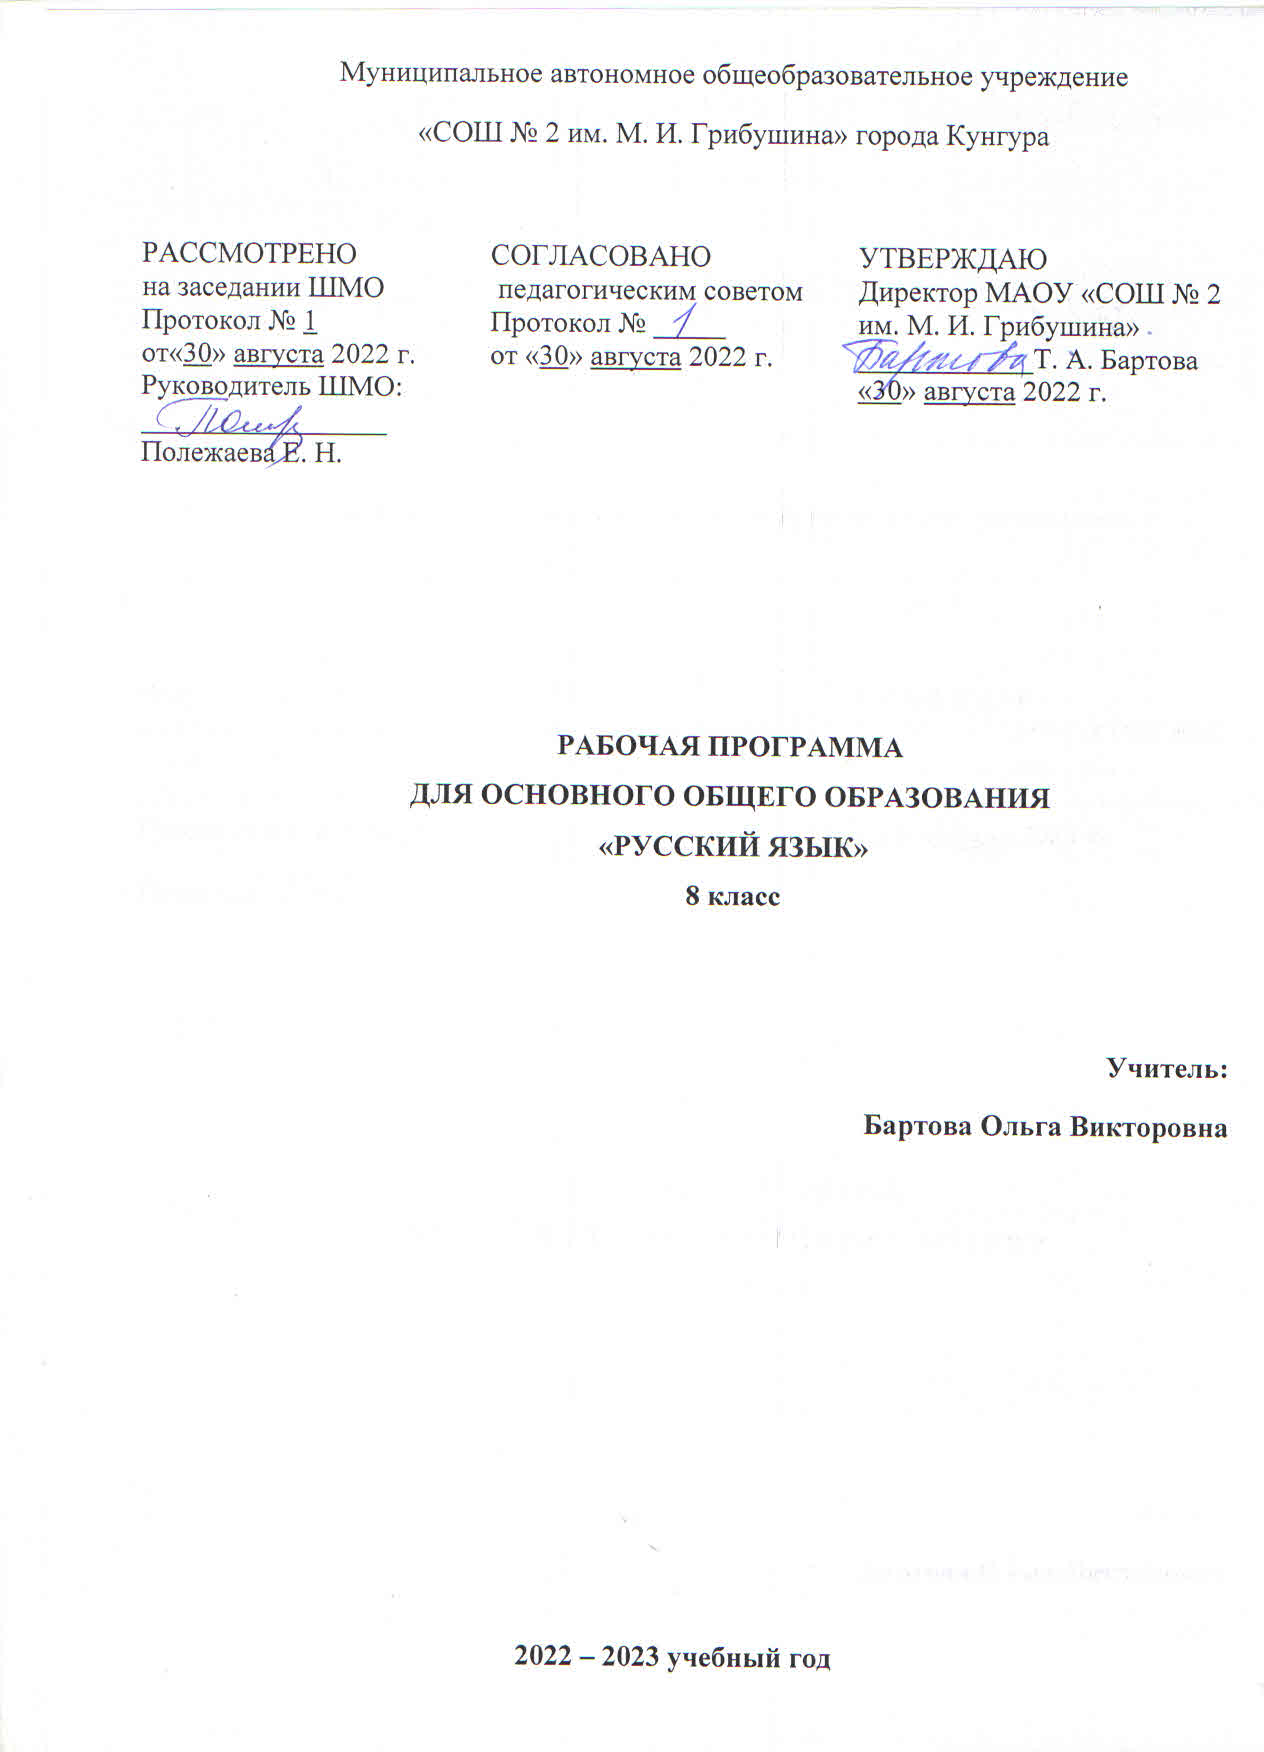 Муниципальное автономное общеобразовательное учреждение
«СОШ № 2 им. М. И. Грибушина» города Кунгура
РАССМОТРЕНО
на заседании ШМО
Протокол № 1
от«30» августа 2022 г.
Руководитель ШМО:
Полежаева Е. Н.
СОГЛАСОВАНО
педагогическим советом
Протокол № 1
от «30» августа 2022 г.
УТВЕРЖДАЮ
Директор МАОУ «СОШ № 2
им. М. И. Грибушина»
Бартова Т. А. Бартова
«30» августа 2022 г.
РАБОЧАЯ ПРОГРАММА
ДЛЯ ОСНОВНОГО ОБЩЕГО ОБРАЗОВАНИЯ
«РУССКИЙ ЯЗЫК»
8 класс
Учитель:
Бартова Ольга Викторовна
2022 – 2023 учебный год